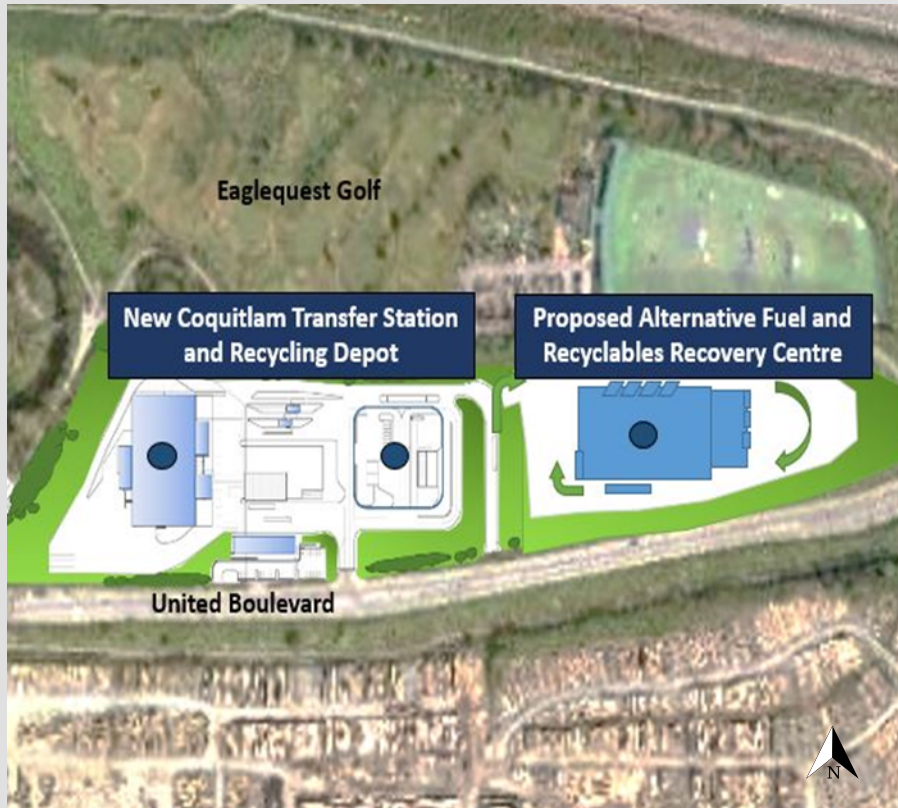 Eaglequest Golf
New Coquitlam Transfer Station
and Recycling Depot
Proposed Alternative Fuel and
Recyclables Recovery Centre
United Boulevard
N